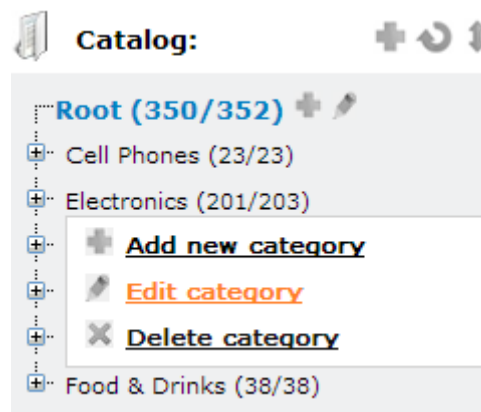 Catalog:
Root (350/352)
Cell Phones (23/23)
Electronics (201/203)
Add new category
Edit category
Delete category
Food & Drinks (38/38)